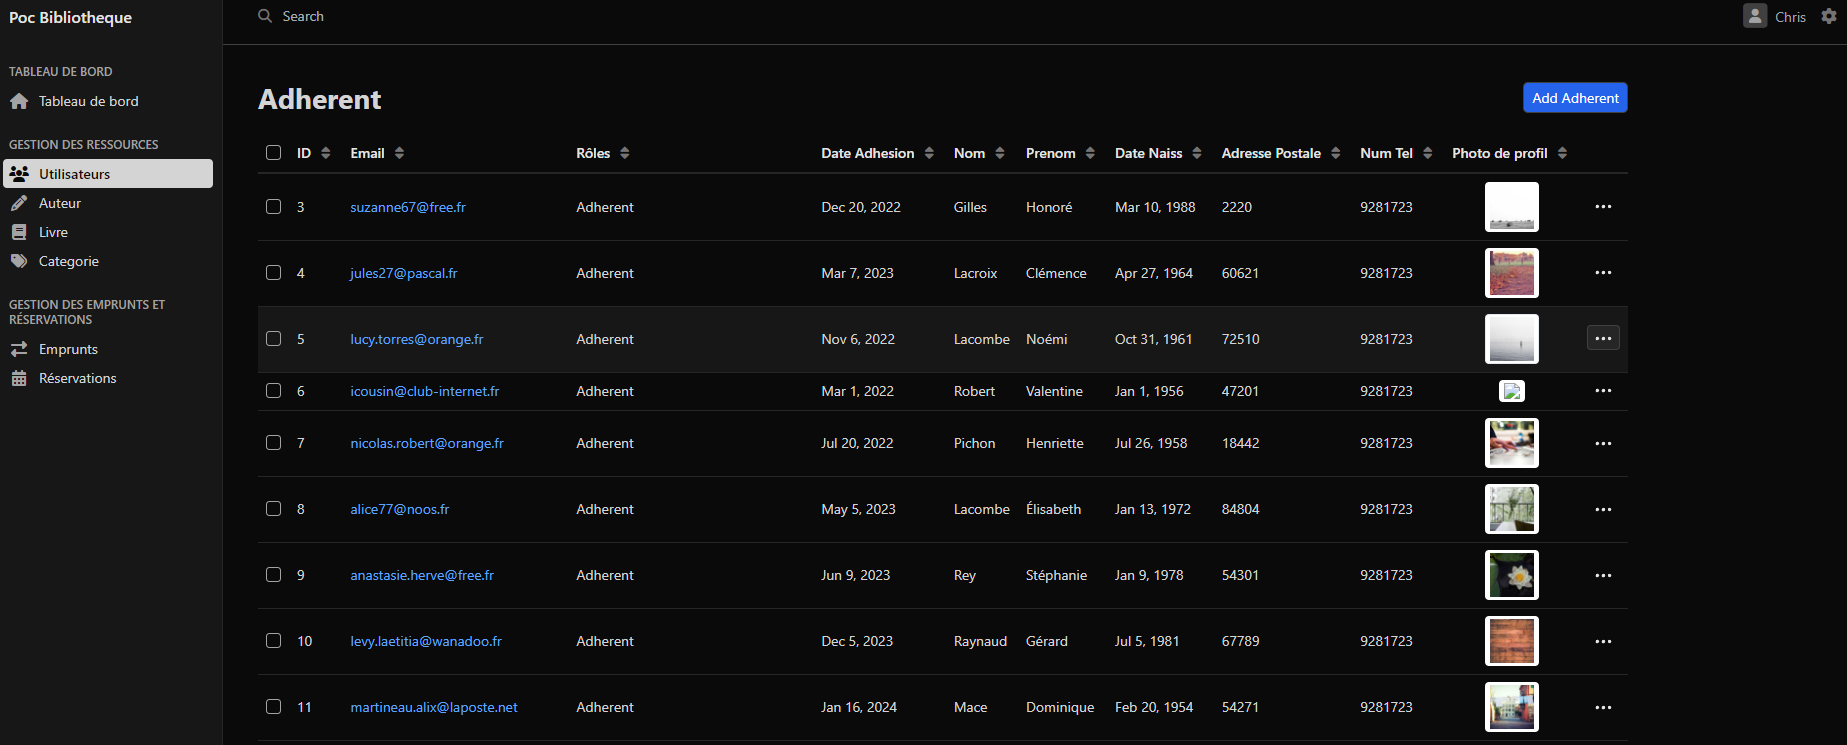 Poc Bibliotheque
Search
Chris
TABLEAU DE BORD
Tableau de bord
GESTION DES RESSOURCES
Utilisateurs
Auteur
Livre
Categorie
GESTION DES EMPRUNTS ET
RÉSERVATIONS
Emprunts
Réservations
Adherent
Add Adherent
ID Email Rôles Date Adhesion Nom Prenom Date Naiss Adresse Postale Num Tel Photo de profil
3 suzanne67@free.fr Adherent Dec 20, 2022 Gilles Honoré Mar 10, 1988 2220 9281723
4 jules27@pascal.fr Adherent Mar 7, 2023 Lacroix Clémence Apr 27, 1964 60621 9281723
5 lucy.torres@orange.fr Adherent Nov 6, 2022 Lacombe Noémi Oct 31, 1961 72510 9281723
6 icousin@club-internet.fr Adherent Mar 1, 2022 Robert Valentine Jan 1, 1956 47201 9281723
7 nicolas.robert@orange.fr Adherent Jul 20, 2022 Pichon Henriette Jul 26, 1958 18442 9281723
8 alice77@noos.fr Adherent May 5, 2023 Lacombe Élisabeth Jan 13, 1972 84804 9281723
9 anastasie.herve@free.fr Adherent Jun 9, 2023 Rey Stéphanie Jan 9, 1978 54301 9281723
10 levy.laetitia@wanadoo.fr Adherent Dec 5, 2023 Raynaud Gérard Jul 5, 1981 67789 9281723
11 martineau.alix@laposte.net Adherent Jan 16, 2024 Mace Dominique Feb 20, 1954 54271 9281723